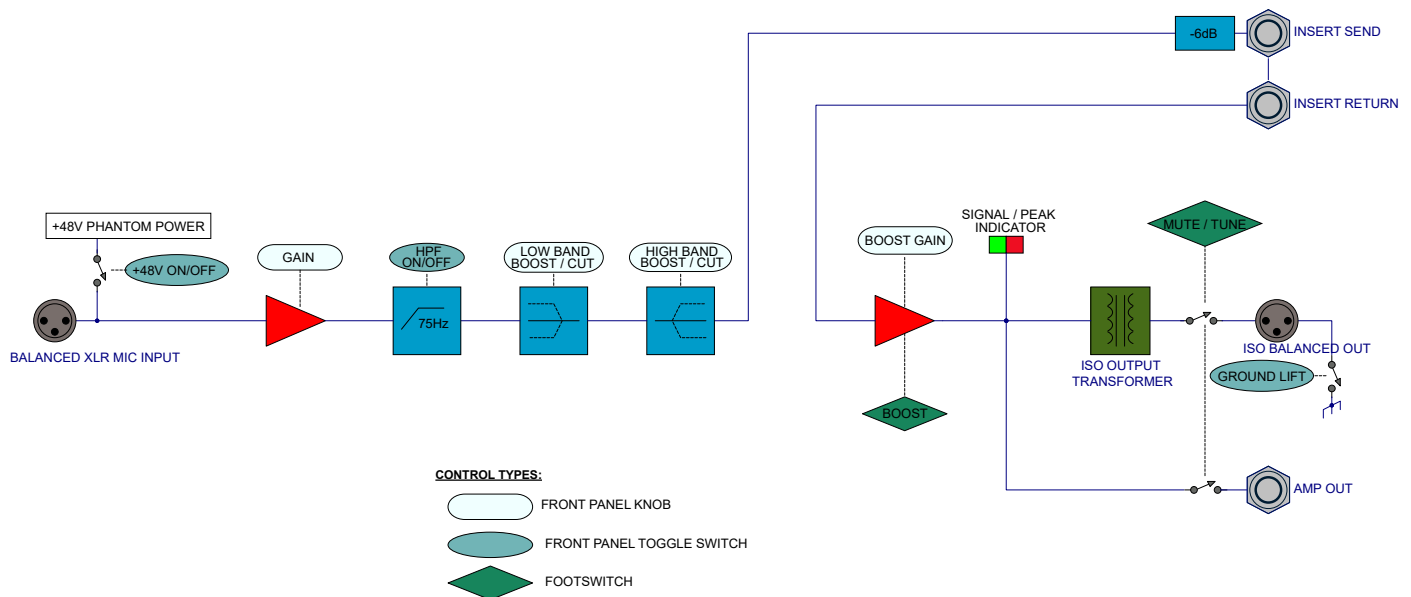 -6dB
INSERT SEND
INSERT RETURN
+48V PHANTOM POWER
+48V ON/OFF
BALANCED XLR MIC INPUT
GAIN
HPF
ON/OFF
75Hz
LOW BAND
BOOST / CUT
HIGH BAND
BOOST / CUT
BOOST GAIN
BOOST
SIGNAL / PEAK
INDICATOR
MUTE / TUNE
ISO OUTPUT
TRANSFORMER
ISO BALANCED OUT
GROUND LIFT
AMP OUT
CONTROL TYPES:
FRONT PANEL KNOB
FRONT PANEL TOGGLE SWITCH
FOOTSWITCH